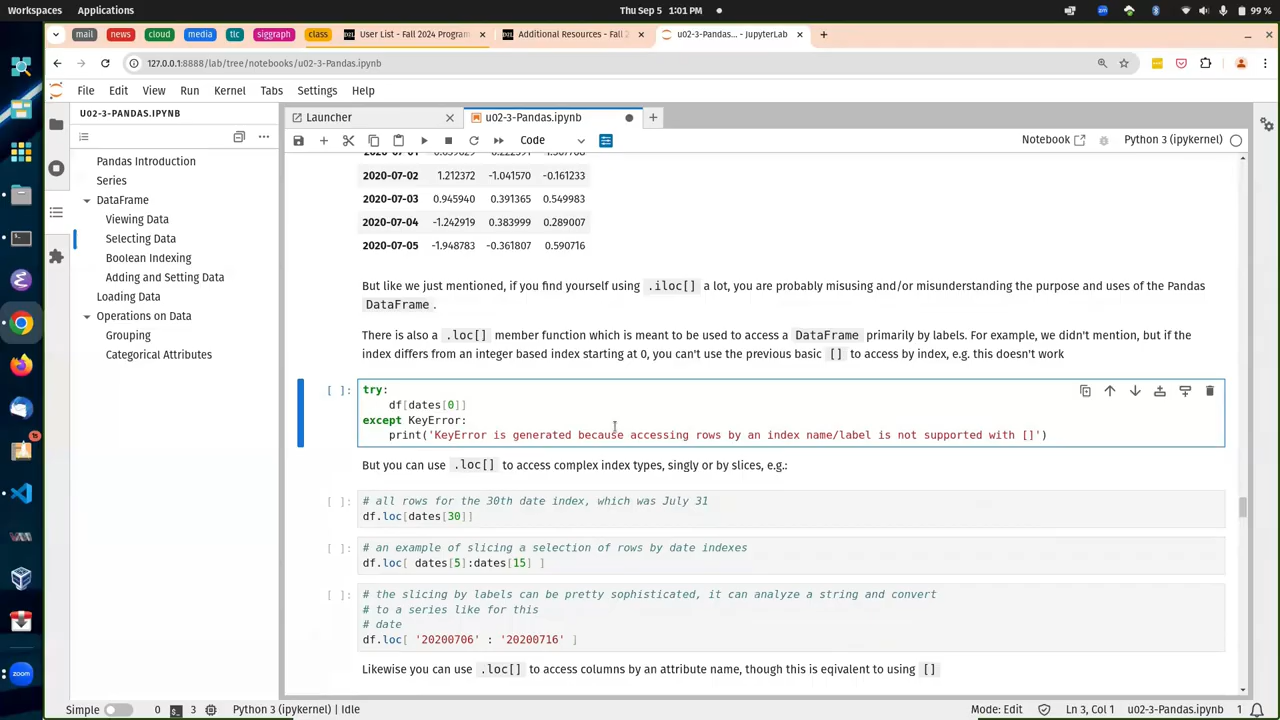 Workspaces Applications Thu Sep 5 1:01 PM 99 %
mail news cloud media tlc siggraph class User List - Fall 2024 Program Additional Resources - Fall 2 u02-3-Pandas... - JupyterLab
127.0.0.1:8888/lab/tree/notebooks/u02-3-Pandas.ipynb
File Edit View Run Kernel Tabs Settings Help
U02-3-PANDAS.IPYNB
Launcher
u02-3-Pandas.ipynb
Code
Notebook
Python 3 (ipykernel)
Pandas Introduction
Series
DataFrame
Viewing Data
Selecting Data
Boolean Indexing
Adding and Setting Data
Loading Data
Operations on Data
Grouping
Categorical Attributes
2020-07-02 1.212372 -1.041570 -0.161233
2020-07-03 0.945940 0.391365 0.549983
2020-07-04 -1.242919 0.383999 0.289007
2020-07-05 -1.948783 -0.361807 0.590716
But like we just mentioned, if you find yourself using .iloc[] a lot, you are probably misusing and/or misunderstanding the purpose and uses of the Pandas
DataFrame .
There is also a .loc[] member function which is meant to be used to access a DataFrame primarily by labels. For example, we didn't mention, but if the
index differs from an integer based index starting at 0, you can't use the previous basic [] to access by index, e.g. this doesn't work
[ ]: try:
df[dates[0]]
except KeyError:
print('KeyError is generated because accessing rows by an index name/label is not supported with []')
But you can use .loc[] to access complex index types, singly or by slices, e.g.:
[ ]: # all rows for the 30th date index, which was July 31
df.loc[dates[30]]
[ ]: # an example of slicing a selection of rows by date indexes
df.loc[ dates[5]:dates[15] ]
[ ]: # the slicing by labels can be pretty sophisticated, it can analyze a string and convert
# to a series like for this
# date
df.loc[ '20200706' : '20200716' ]
Likewise you can use .loc[] to access columns by an attribute name, though this is eqivalent to using []
15
Simple 0 3 Python 3 (ipykernel) | Idle Mode: Edit Ln 3, Col 1 u02-3-Pandas.ipynb 1